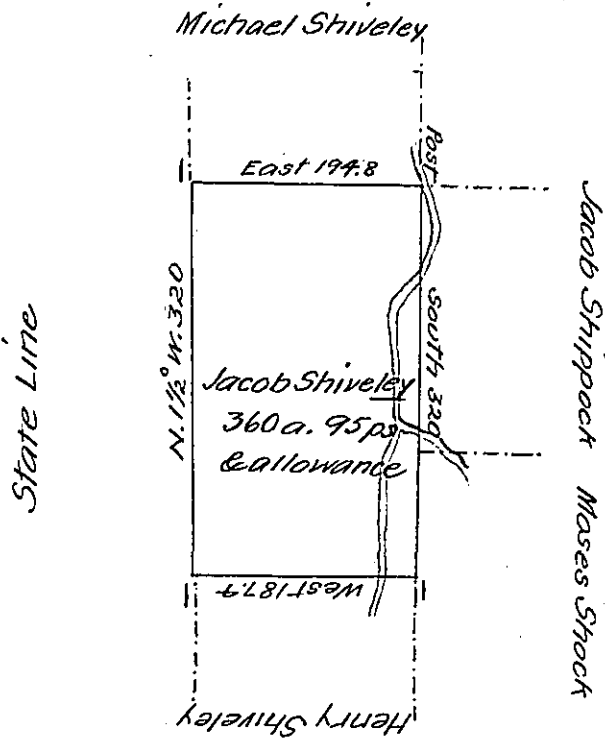 Michael Shiveley
Post
East 194.8
Jacob Shippock
State Line
N. 1½° W. 320
South 320
Jacob Shiveley
360 a. 95 ps
& allowance
Moses Shock
West 187.4
Henry Shiveley